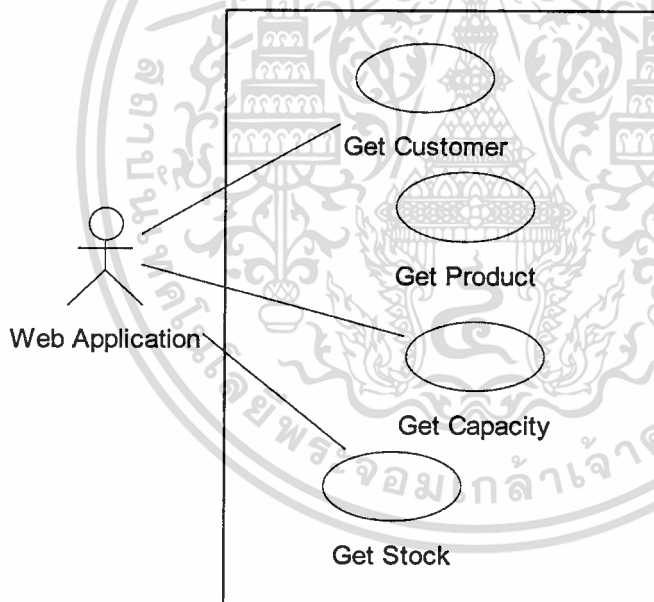 Get Customer
Get Product
Web Application
Get Capacity
Get Stock